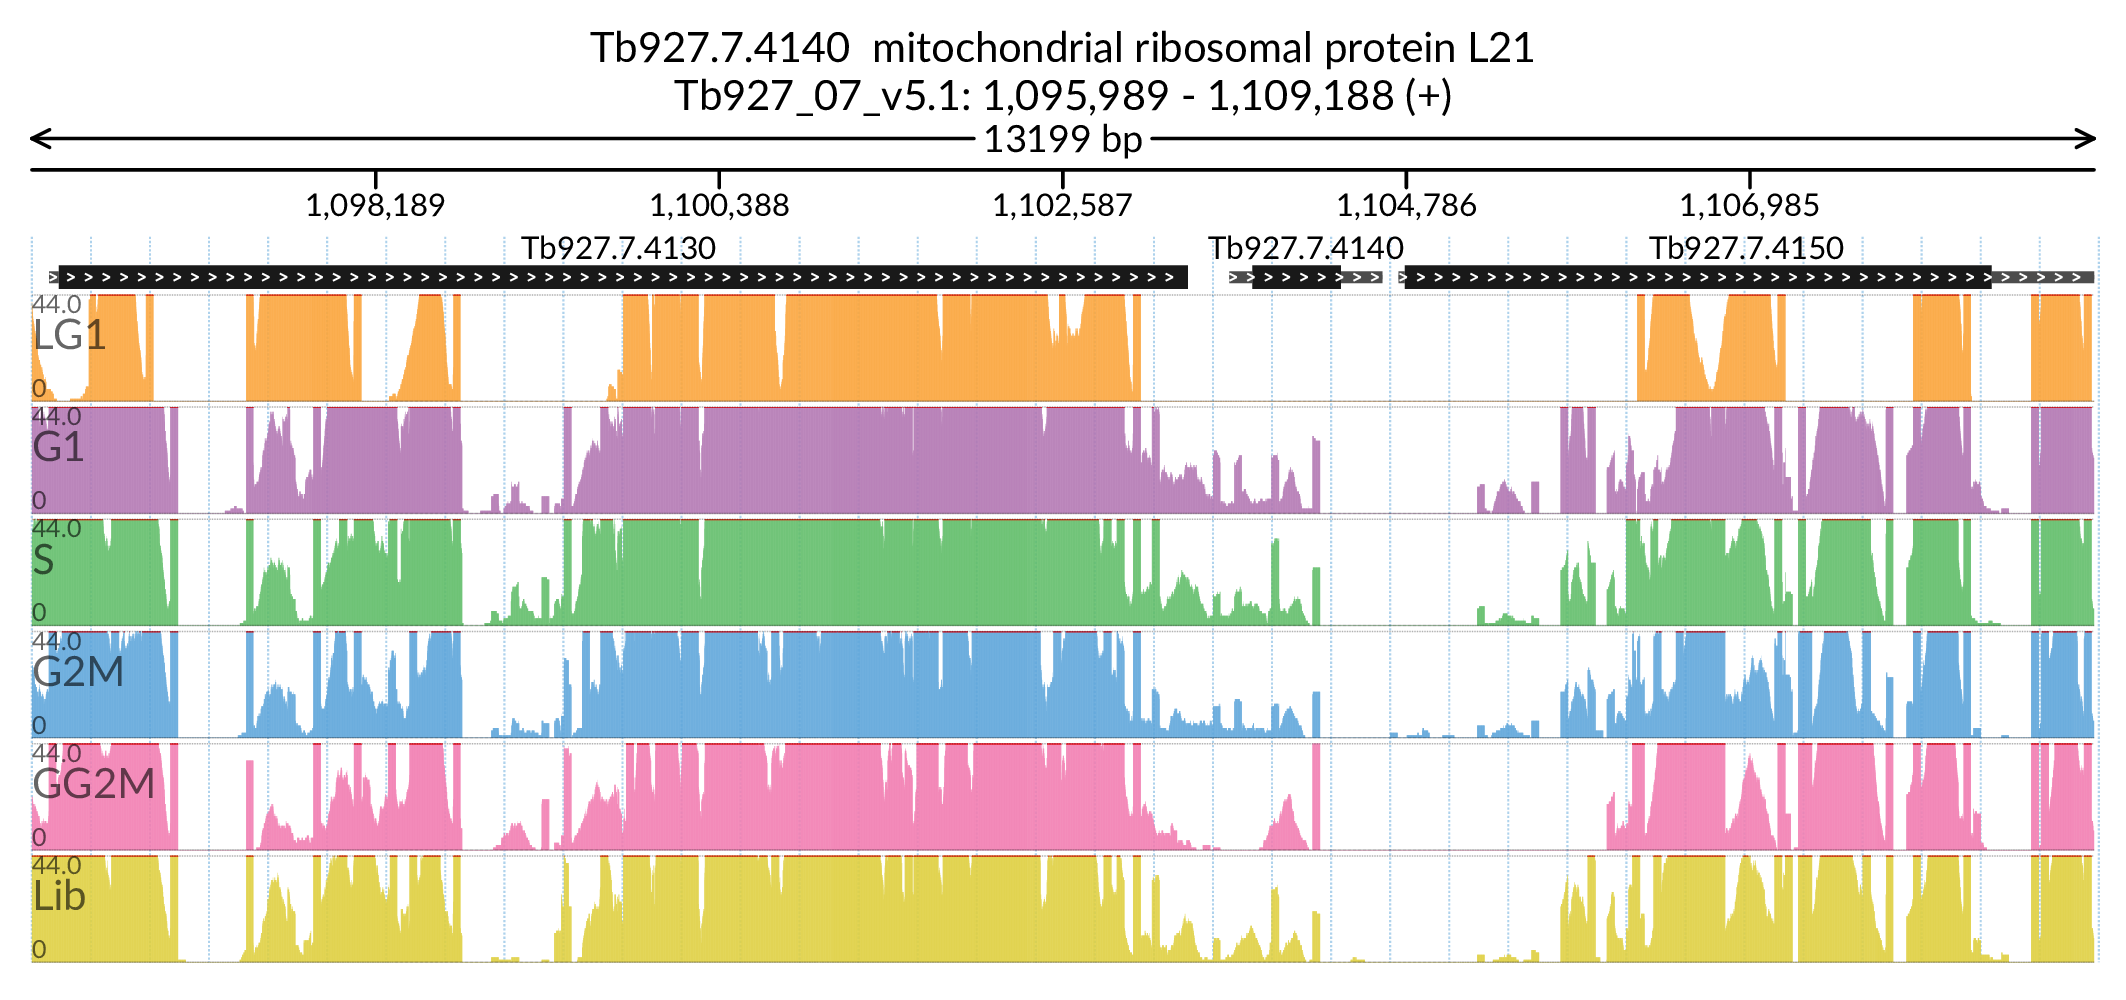 Tb927.7.4140  mitochondrial ribosomal protein L21
Tb927_07_v5.1: 1,095,989 - 1,109,188 (+)
13199 bp
1,098,189 1,100,388 1,102,587 1,104,786 1,106,985
Tb927.7.4130 Tb927.7.4140 Tb927.7.4150
44.0
LG1
0
44.0
G1
0
44.0
S
0
44.0
G2M
0
44.0
GG2M
0
44.0
Lib
0